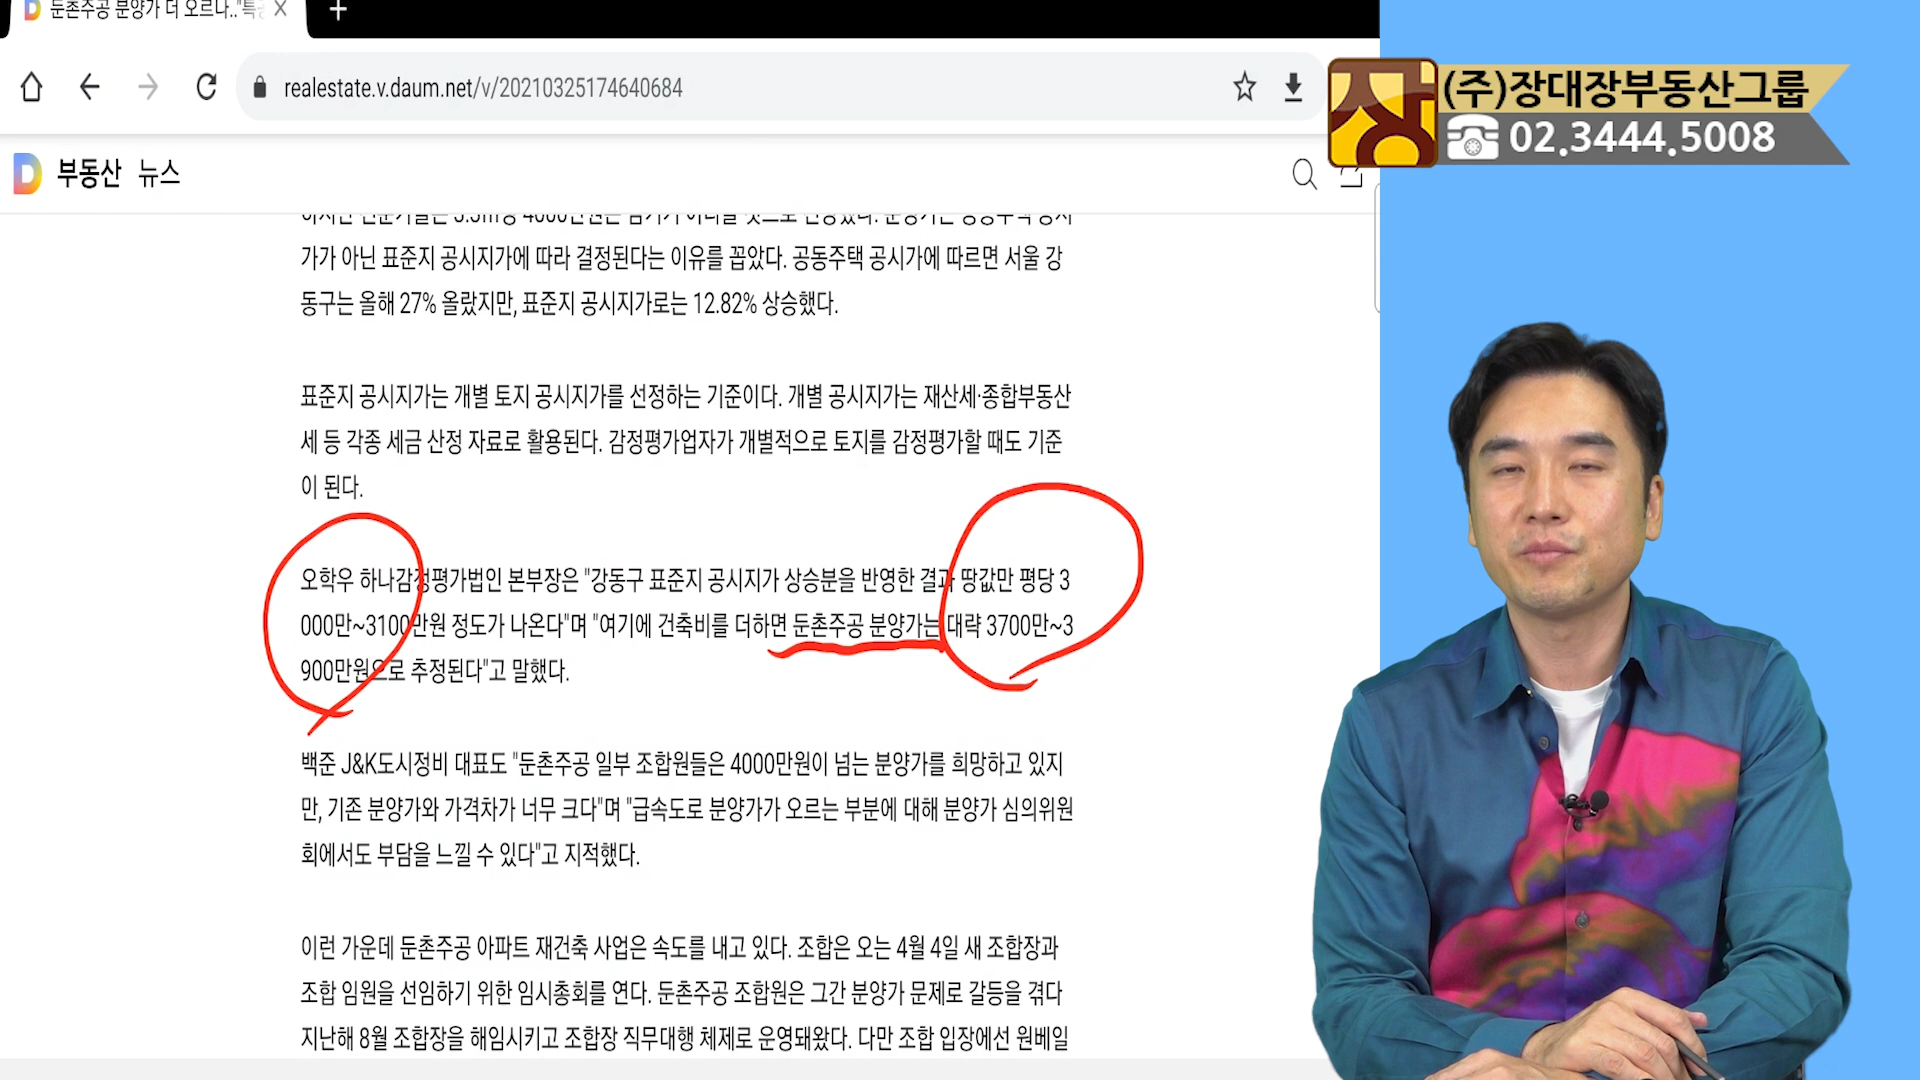 둔촌주공 분양가 더 오르나.."특공
realestate.v.daum.net/v/20210325174640684
(주)장대장부동산그룹
02.3444.5008
장
부동산 뉴스
가가 아닌 표준지 공시지가에 따라 결정된다는 이유를 꼽았다. 공동주택 공시가에 따르면 서울 강
동구는 올해 27% 올랐지만, 표준지 공시지가로는 12.82% 상승했다.
표준지 공시지가는 개별 토지 공시지가를 선정하는 기준이다. 개별 공시지가는 재산세·종합부동산
세 등 각종 세금 산정 자료로 활용된다. 감정평가업자가 개별적으로 토지를 감정평가할 때도 기준
이 된다.
오학우 하나감정평가법인 본부장은 "강동구 표준지 공시지가 상승분을 반영한 결과 땅값만 평당 3
000만~3100만원 정도가 나온다"며 "여기에 건축비를 더하면 둔촌주공 분양가는 대략 3700만~3
900만원으로 추정된다"고 말했다.
백준 J&K도시정비 대표도 "둔촌주공 일부 조합원들은 4000만원이 넘는 분양가를 희망하고 있지
만, 기존 분양가와 가격차가 너무 크다"며 "급속도로 분양가가 오르는 부분에 대해 분양가 심의위원
회에서도 부담을 느낄 수 있다"고 지적했다.
이런 가운데 둔촌주공 아파트 재건축 사업은 속도를 내고 있다. 조합은 오는 4월 4일 새 조합장과
조합 임원을 선임하기 위한 임시총회를 연다. 둔촌주공 조합원은 그간 분양가 문제로 갈등을 겪다
지난해 8월 조합장을 해임시키고 조합장 직무대행 체제로 운영돼왔다. 다만 조합 입장에선 원베일